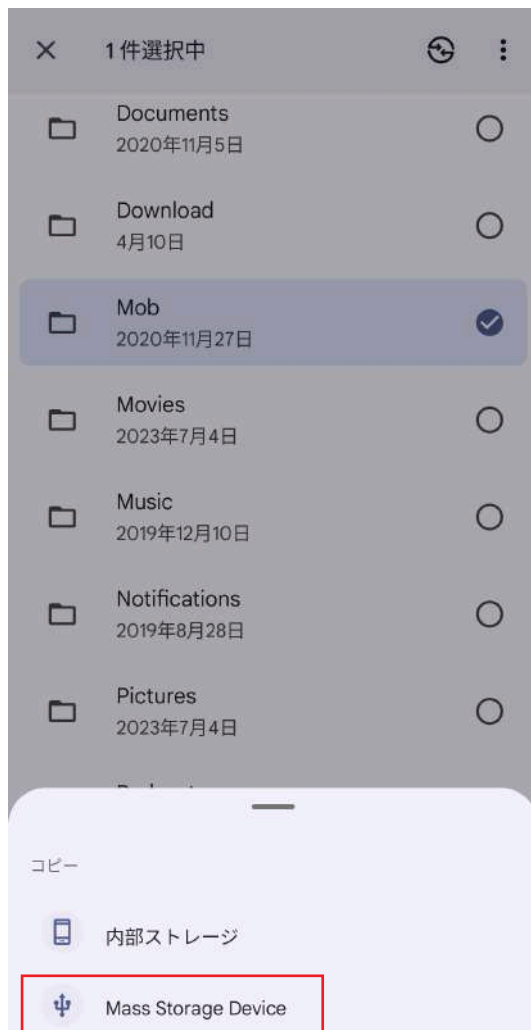 1件選択中
Documents
2020年11月5日
Download
4月10日
Mob
2020年11月27日
Movies
2023年7月4日
Music
2019年12月10日
Notifications
2019年8月28日
Pictures
2023年7月4日
コピー
内部ストレージ
Mass Storage Device